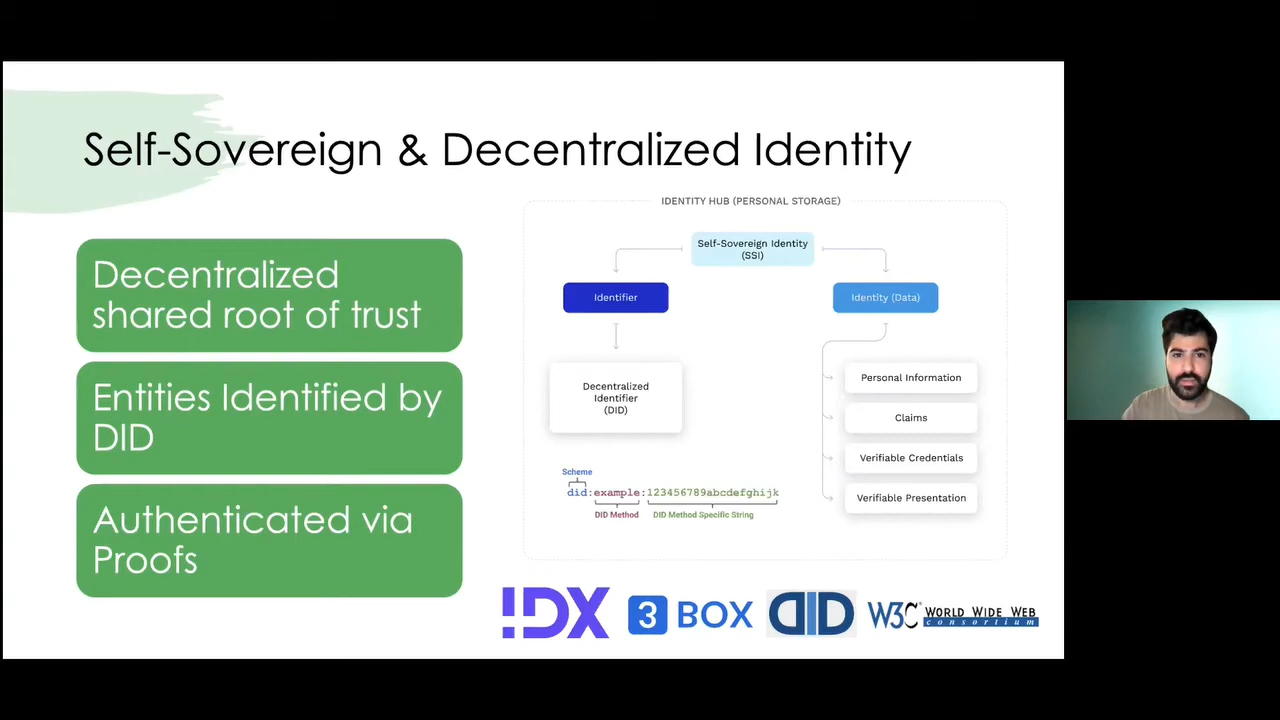 Self-Sovereign & Decentralized Identity
Decentralized
shared root of trust
Entities Identified by
DID
Authenticated via
Proofs
IDENTITY HUB (PERSONAL STORAGE)
Self-Sovereign Identity
(SSI)
Identifier
Identity (Data)
Decentralized
Identifier
(DID)
Personal Information
Claims
Verifiable Credentials
Verifiable Presentation
Scheme
did:example:123456789abcdefghijk
DID Method
DID Method Specific String
IDX
3 BOX
DID
W3C® WORLD WIDE WEB
consortium